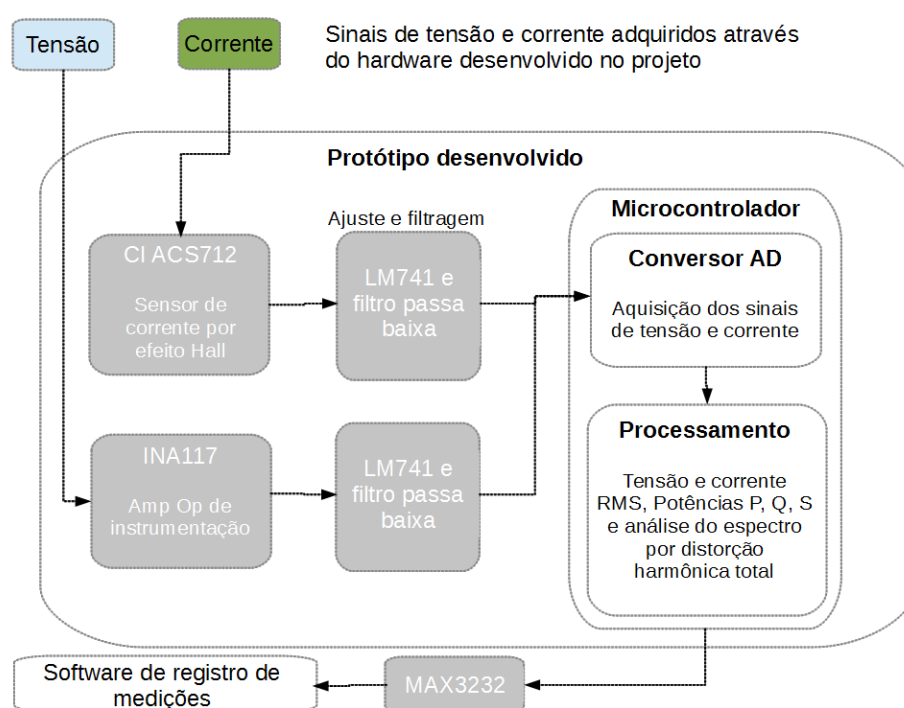 Tensão
Corrente
Sinais de tensão e corrente adquiridos através
do hardware desenvolvido no projeto
Protótipo desenvolvido
CI ACS712
Sensor de
corrente por
efeito Hall
Ajuste e filtragem
LM741 e
filtro passa
baixa
Microcontrolador
Conversor AD
Aquisição dos sinais
de tensão e corrente
INA117
Amp Op de
instrumentação
LM741 e
filtro passa
baixa
Processamento
Tensão e corrente
RMS, Potências P, Q, S
e análise do espectro
por distorção
harmônica total
Software de registro de
medições
MAX3232